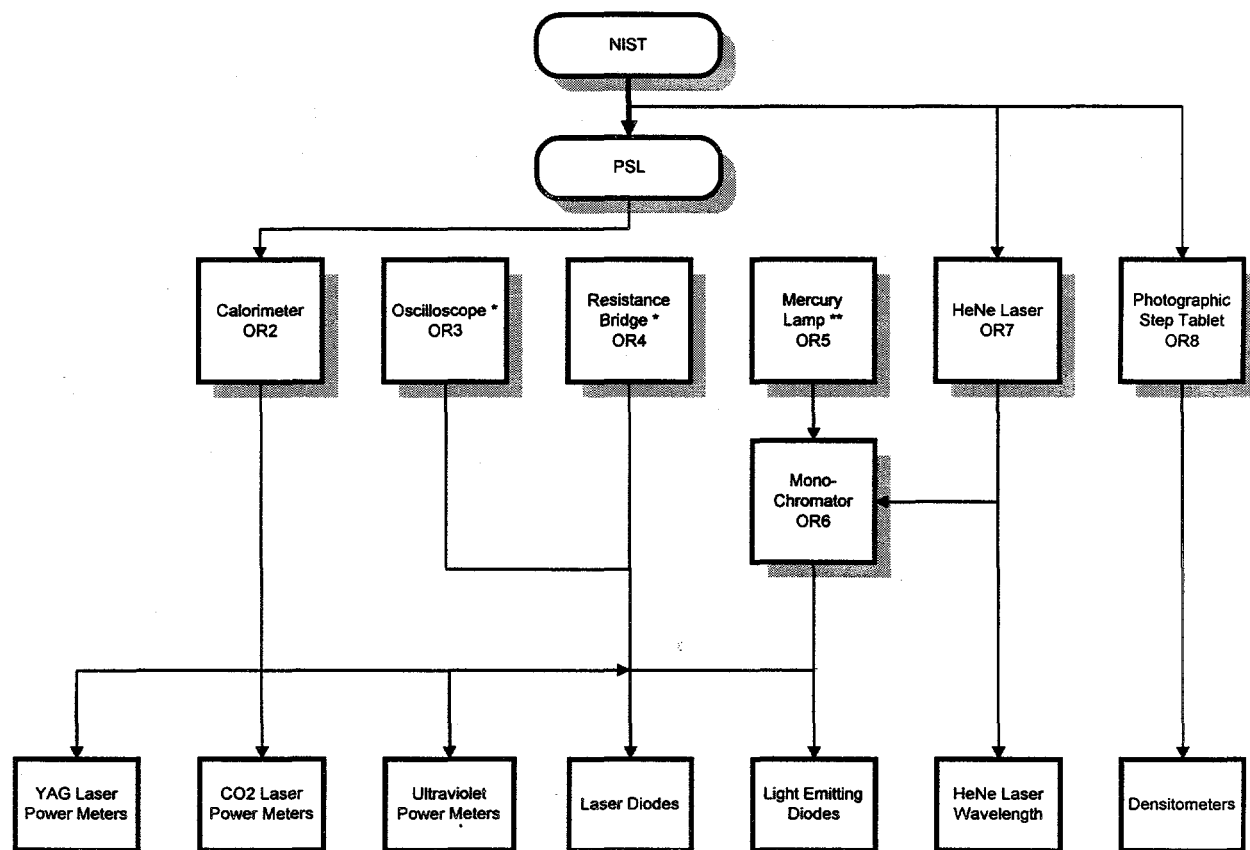 NIST
PSL
Calorimeter
OR2
Oscilloscope *
OR3
Resistance
Bridge *
OR4
Mercury
Lamp **
OR5
HeNe Laser
OR7
Photographic
Step Tablet
OR8
Mono-
Chromator
OR6
YAG Laser
Power Meters
CO2 Laser
Power Meters
Ultraviolet
Power Meters
Laser Diodes
Light Emitting
Diodes
HeNe Laser
Wavelength
Densitometers